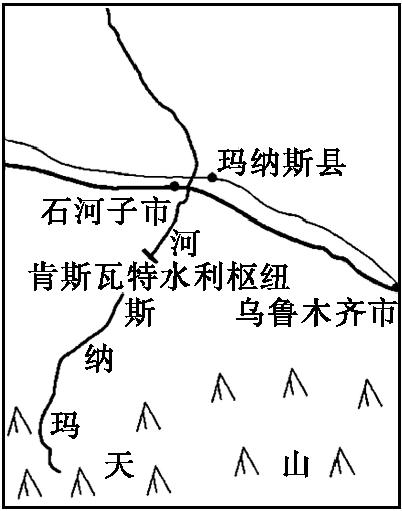 玛纳斯县
石河子市
河
肯斯瓦特水利枢纽
斯
乌鲁木齐市
纳
玛
天 山